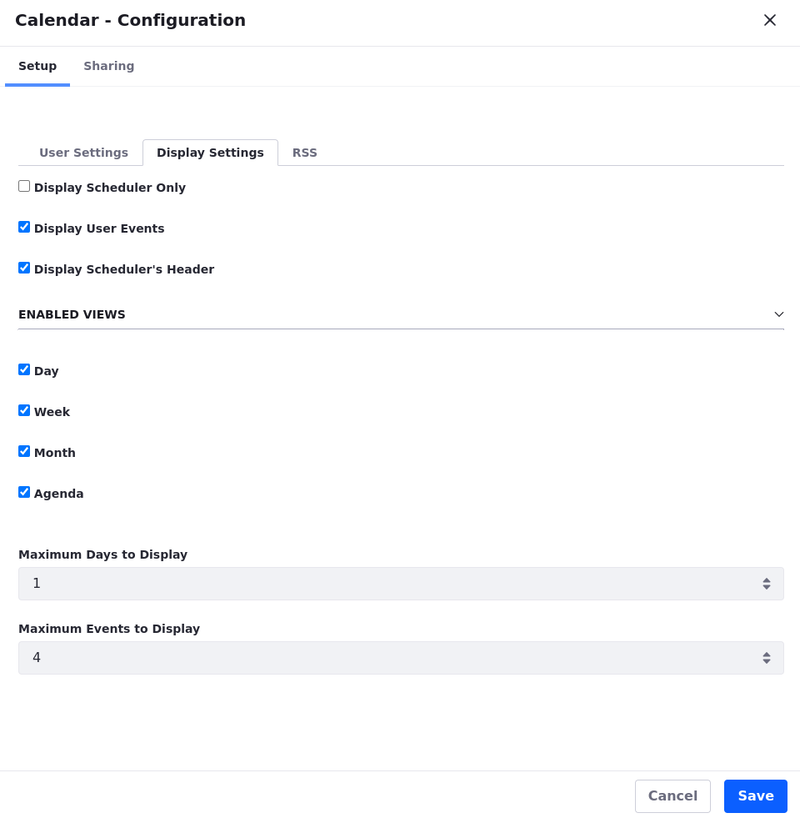 Calendar - Configuration
Setup Sharing
User Settings Display Settings RSS
Display Scheduler Only
Display User Events
Display Scheduler's Header
ENABLED VIEWS
Day
Week
Month
Agenda
Maximum Days to Display
1
Maximum Events to Display
4
Cancel Save